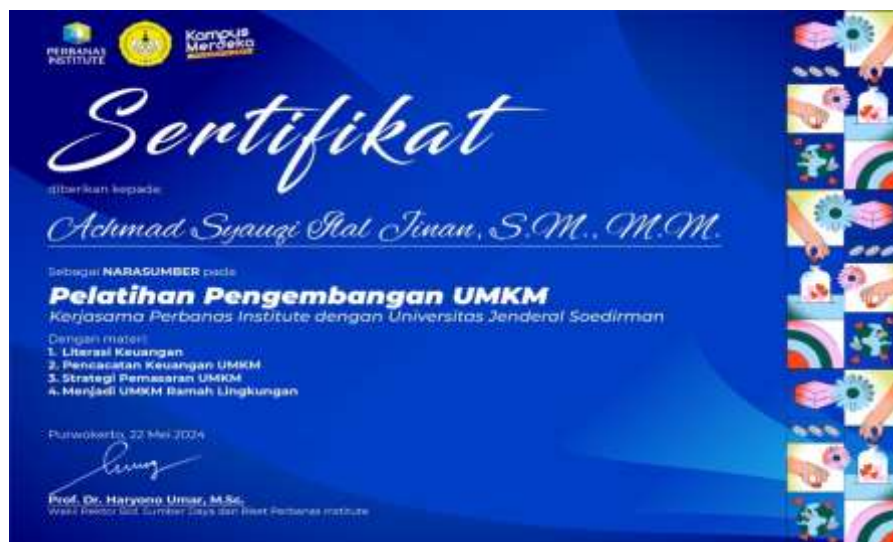 PERBANAS
INSTITUTE
Kampus
Merdeka
Sertifikat
diberikan kepada:
Achmad Syauqi Ital Jinan, S.M., M.M.
Sebagai NARASUMBER pada
Pelatihan Pengembangan UMKM
Kerjasama Perbanas Institute dengan Universitas Jenderal Soedirman
Dengan materi:
1. Literasi Keuangan
2. Pencacatan Keuangan UMKM
3. Strategi Pemasaran UMKM
4. Menjadi UMKM Ramah Lingkungan
Purwokerto, 22 Mei 2024
Prof. Dr. Haryono Umar, M.Sc.
Wakil Rektor Bid. Sumber Daya dan Riset Perbanas Institute